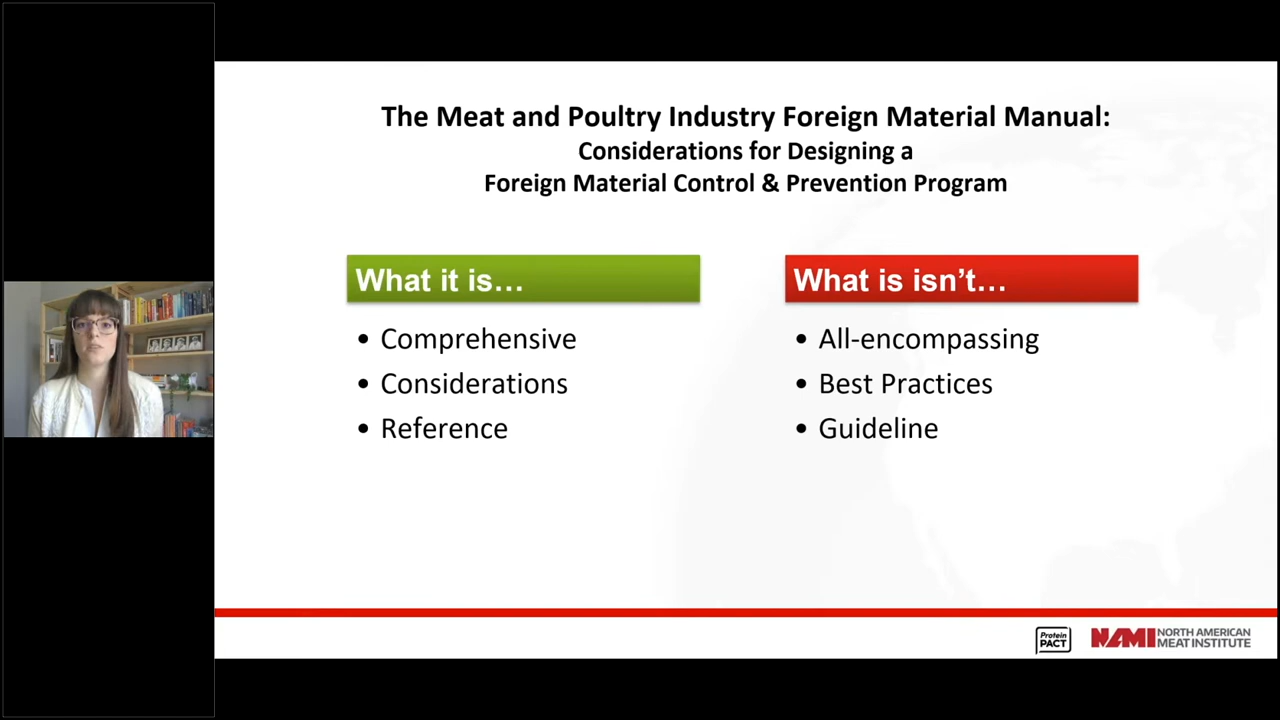 The Meat and Poultry Industry Foreign Material Manual:
Considerations for Designing a
Foreign Material Control & Prevention Program
What it is…
• Comprehensive
• Considerations
• Reference
What is isn’t…
• All-encompassing
• Best Practices
• Guideline
Protein
PACT
NAMI
NORTH AMERICAN
MEAT INSTITUTE